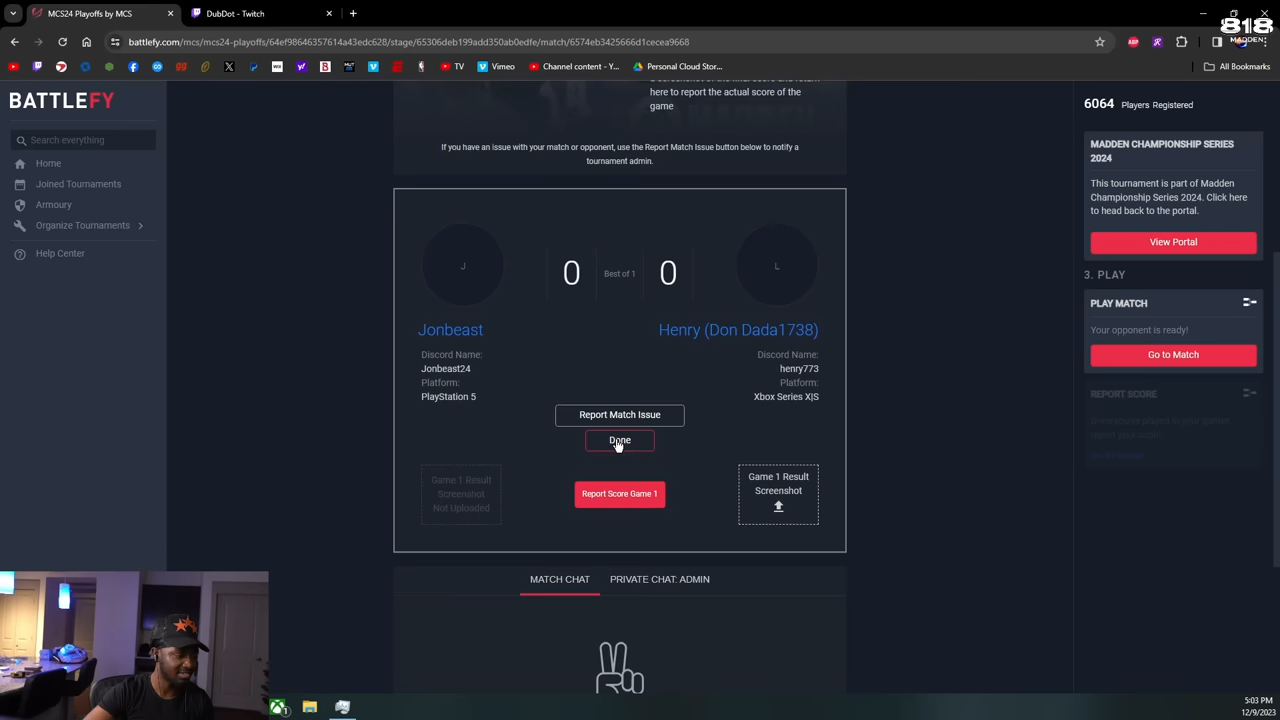 MCS24 Playoffs by MCS
DubDot - Twitch
818
MADDEN
battlefy.com/mcs/mcs24-playoffs/64ef98646357614a43edc628/stage/65306deb199add350ab0edfe/match/6574eb3425666d1cecea9668
TV
Vimeo
Channel content - Y...
Personal Cloud Stor...
All Bookmarks
BATTLEFY
Search everything
Home
Joined Tournaments
Armoury
Organize Tournaments
Help Center
here to report the actual score of the
game
If you have an issue with your match or opponent, use the Report Match Issue button below to notify a
tournament admin.
J
0
Best of 1
0
L
Jonbeast
Henry (Don Dada1738)
Discord Name:
Jonbeast24
Platform:
PlayStation 5
Discord Name:
henry773
Platform:
Xbox Series X|S
Report Match Issue
Done
Game 1 Result
Screenshot
Not Uploaded
Report Score Game 1
Game 1 Result
Screenshot
MATCH CHAT
PRIVATE CHAT: ADMIN
6064 Players Registered
MADDEN CHAMPIONSHIP SERIES
2024
This tournament is part of Madden
Championship Series 2024. Click here
to head back to the portal.
View Portal
3. PLAY
PLAY MATCH
Your opponent is ready!
Go to Match
REPORT SCORE
5:03 PM
12/9/2023